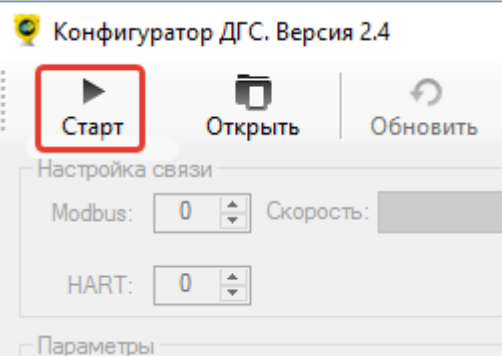 Конфигуратор ДГС. Версия 2.4
Старт Открыть Обновить
Настройка связи
Modbus: 0 Скорость:
HART: 0
Параметры